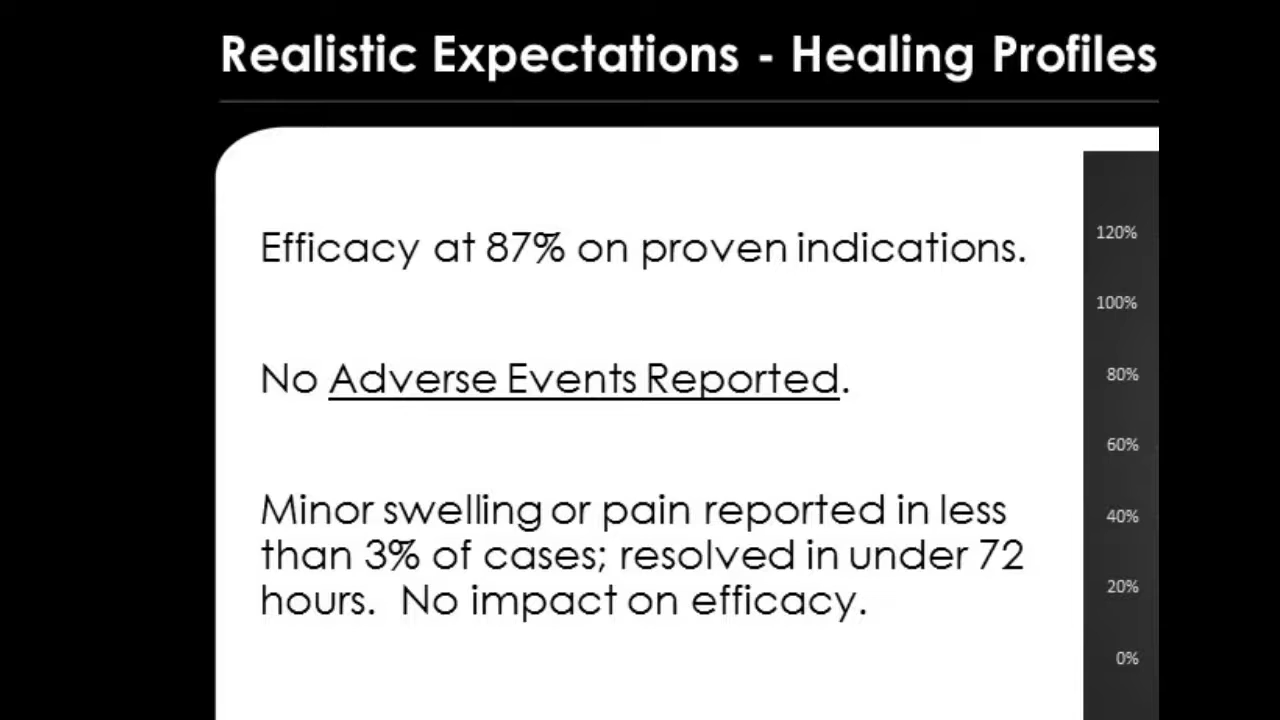 Realistic Expectations - Healing Profiles
Efficacy at 87% on proven indications.
No Adverse Events Reported.
Minor swelling or pain reported in less
than 3% of cases; resolved in under 72
hours.  No impact on efficacy.
120%
100%
80%
60%
40%
20%
0%